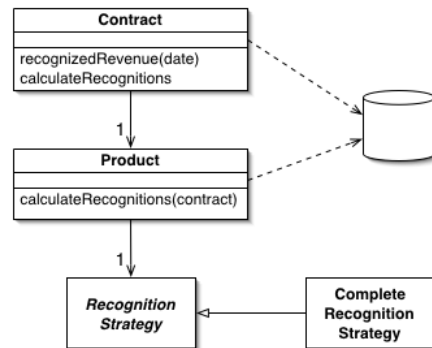 Contract
recognizedRevenue(date)
calculateRecognitions
1
Product
calculateRecognitions(contract)
1
Recognition
Strategy
Complete
Recognition
Strategy